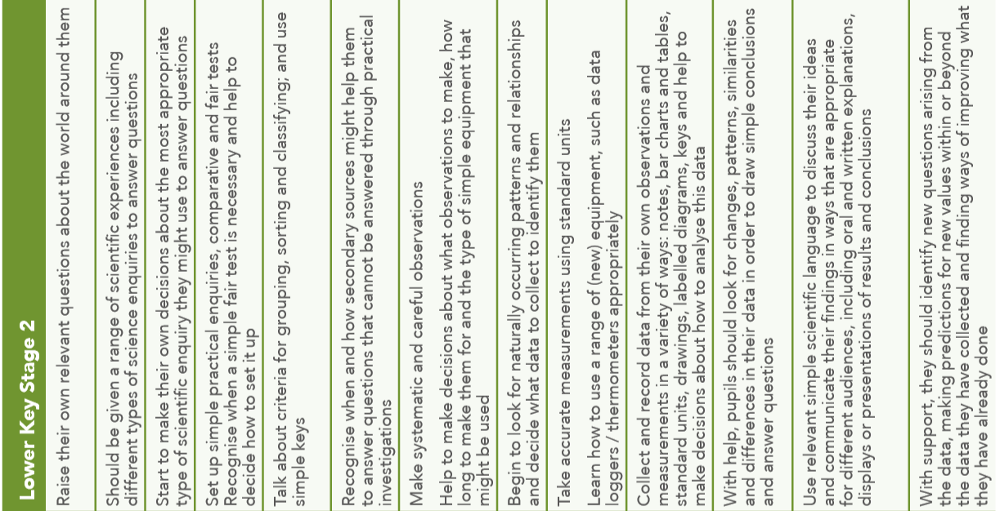 Lower Key Stage 2
Raise their own relevant questions about the world around them
Should be given a range of scientific experiences including
different types of science enquiries to answer questions
Start to make their own decisions about the most appropriate
type of scientific enquiry they might use to answer questions
Set up simple practical enquiries, comparative and fair tests
Recognise when a simple fair test is necessary and help to
decide how to set it up
Talk about criteria for grouping, sorting and classifying; and use
simple keys
Recognise when and how secondary sources might help them
to answer questions that cannot be answered through practical
investigations
Make systematic and careful observations
Help to make decisions about what observations to make, how
long to make them for and the type of simple equipment that
might be used
Begin to look for naturally occurring patterns and relationships
and decide what data to collect to identify them
Take accurate measurements using standard units
Learn how to use a range of (new) equipment, such as data
loggers / thermometers appropriately
Collect and record data from their own observations and
measurements in a variety of ways: notes, bar charts and tables,
standard units, drawings, labelled diagrams, keys and help to
make decisions about how to analyse this data
With help, pupils should look for changes, patterns, similarities
and differences in their data in order to draw simple conclusions
and answer questions
Use relevant simple scientific language to discuss their ideas
and communicate their findings in ways that are appropriate
for different audiences, including oral and written explanations,
displays or presentations of results and conclusions
With support, they should identify new questions arising from
the data, making predictions for new values within or beyond
the data they have collected and finding ways of improving what
they have already done